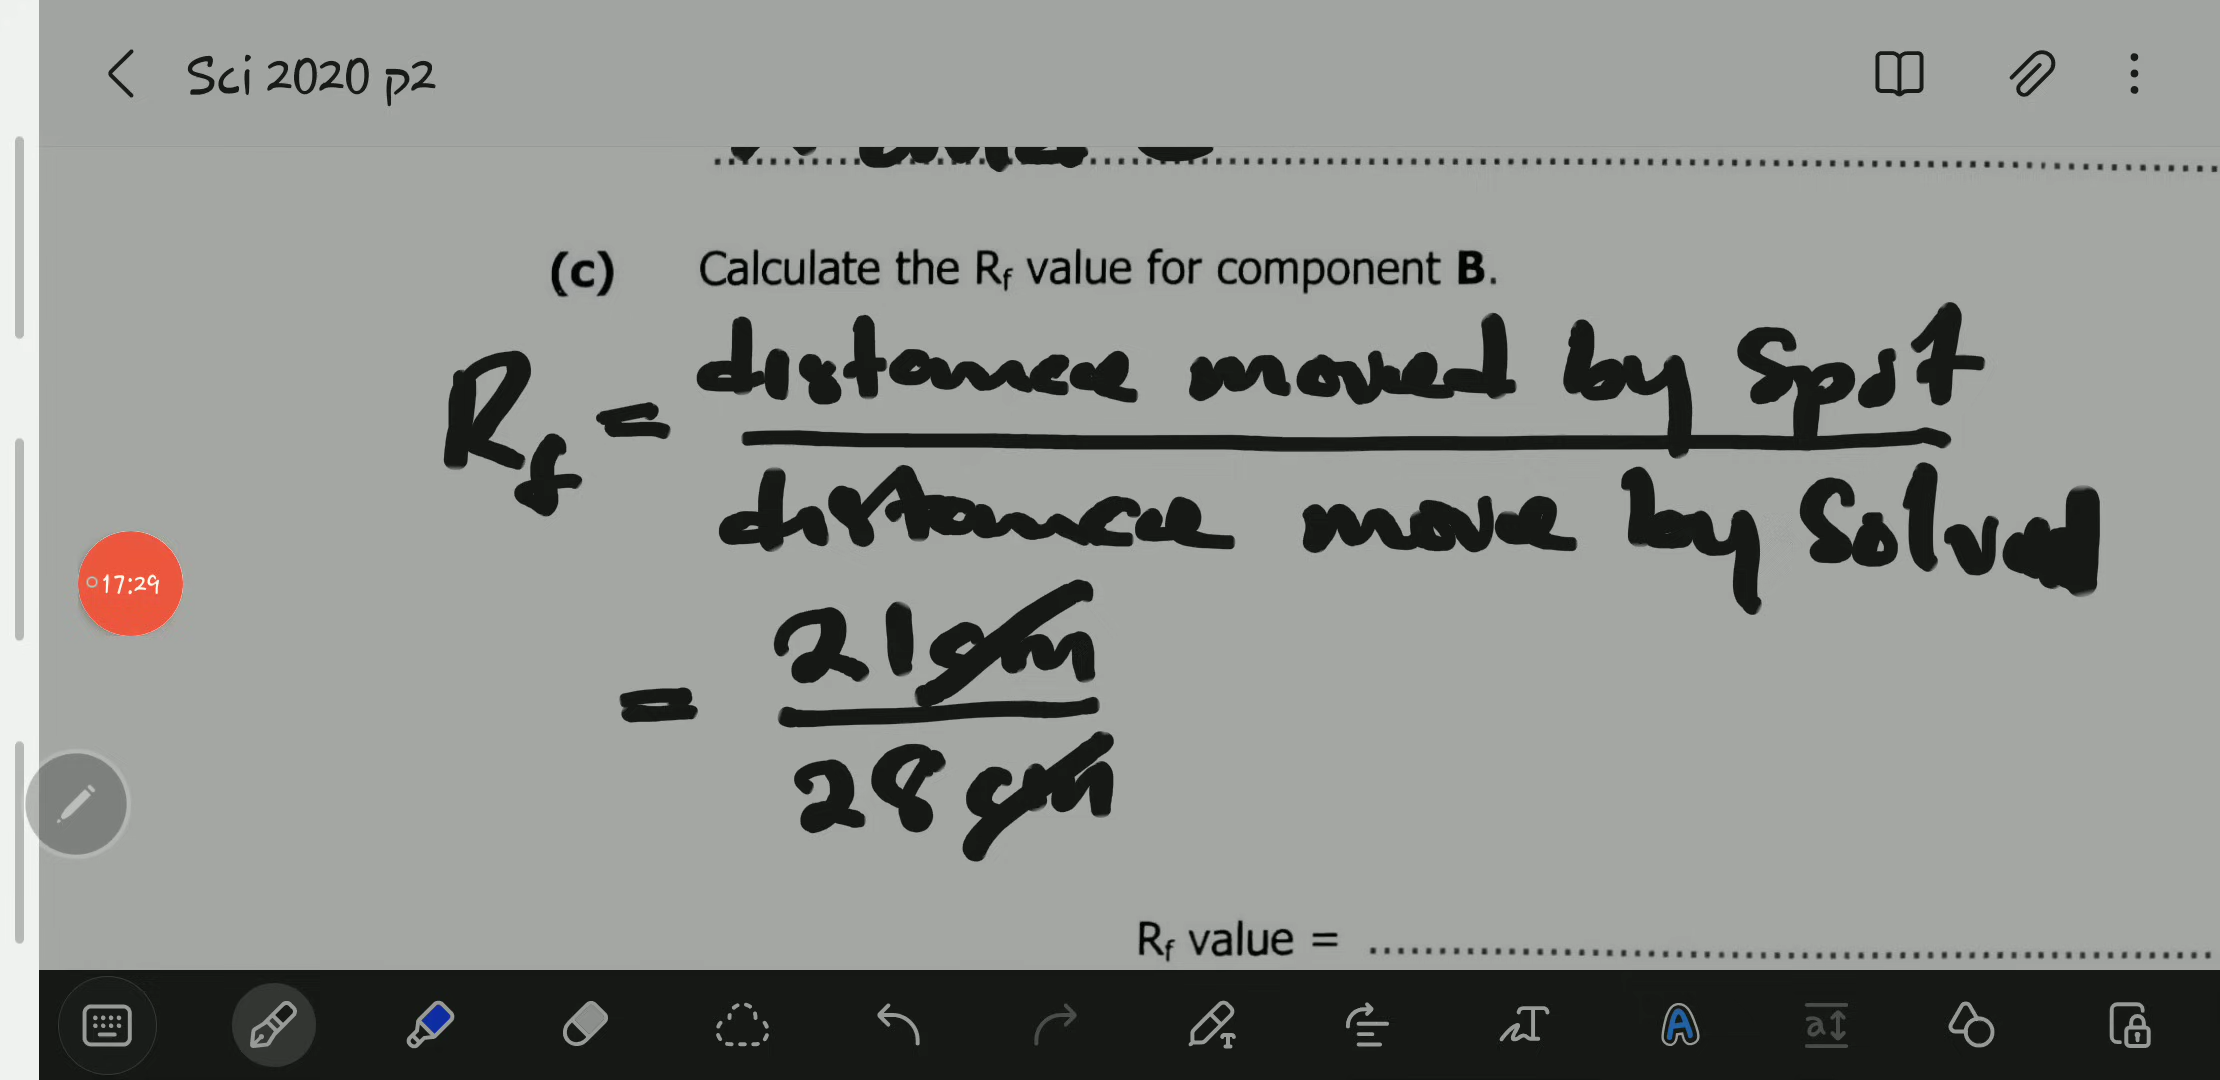 Sci 2020 p2
(c) Calculate the Rf value for component B.
Rf = distance moved by Spot
distance move by Solved
= 21cm
28cm
17:29
Rf value =
A
a